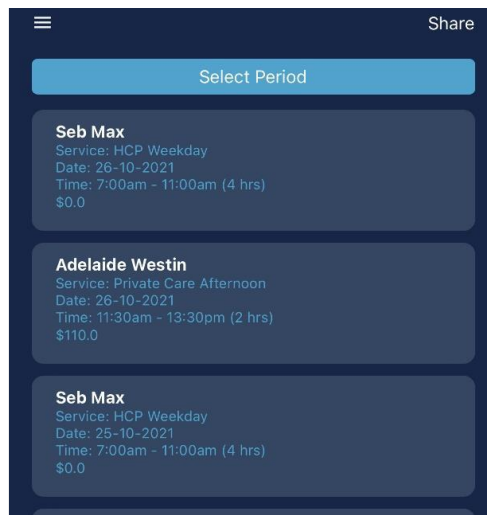 Share
Select Period
Seb Max
Service: HCP Weekday
Date: 26-10-2021
Time: 7:00am - 11:00am (4 hrs)
$0.0
Adelaide Westin
Service: Private Care Afternoon
Date: 26-10-2021
Time: 11:30am - 13:30pm (2 hrs)
$110.0
Seb Max
Service: HCP Weekday
Date: 25-10-2021
Time: 7:00am - 11:00am (4 hrs)
$0.0